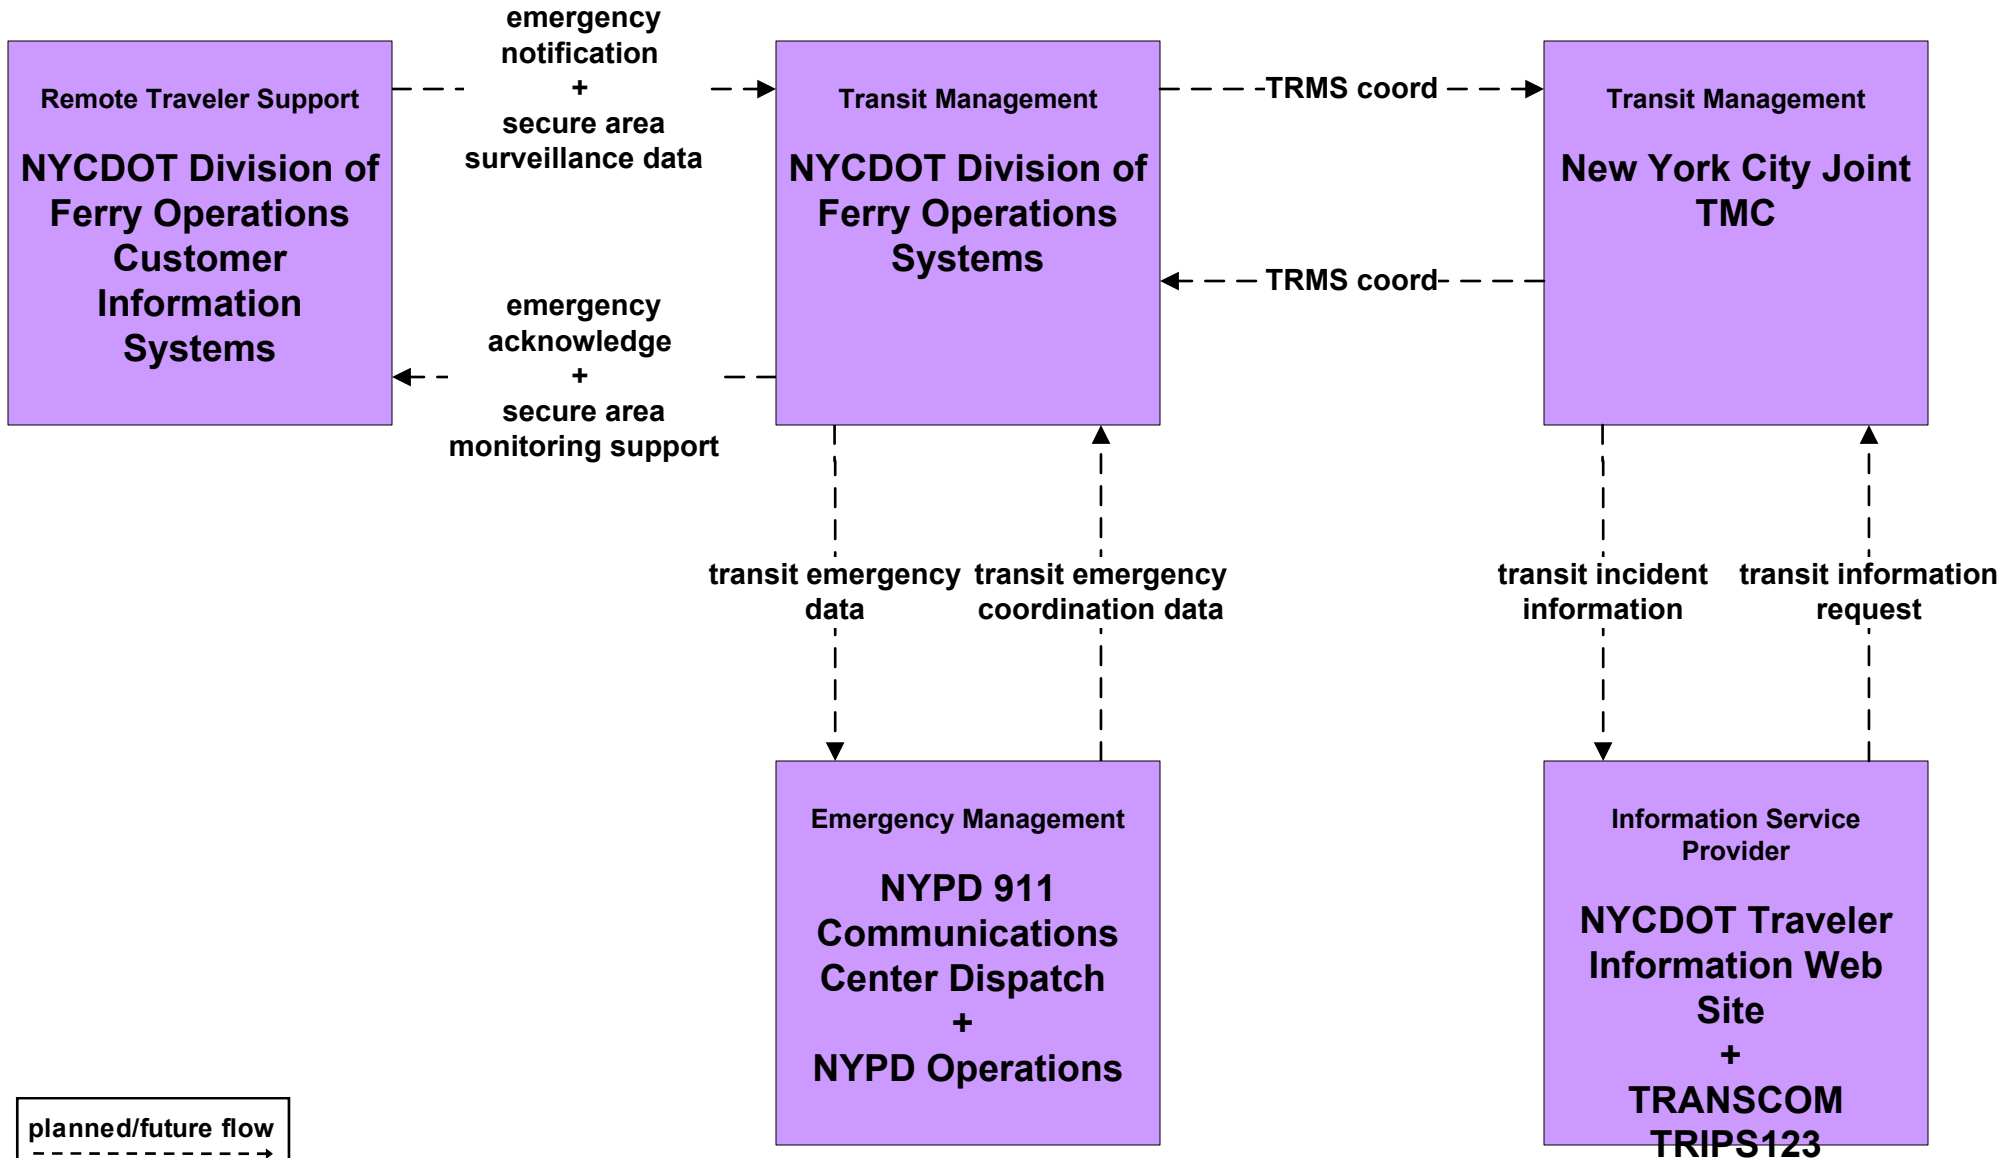 emergency
notification
+
secure area
surveillance data
Remote Traveler Support
NYCDOT Division of
Ferry Operations
Customer
Information
Systems
Transit Management
NYCDOT Division of
Ferry Operations
Systems
TRMS coord
Transit Management
New York City Joint
TMC
TRMS coord
emergency
acknowledge
+
secure area
monitoring support
transit emergency
data
transit emergency
coordination data
transit incident
information
transit information
request
Emergency Management
NYPD 911
Communications
Center Dispatch
+
NYPD Operations
Information Service
Provider
NYCDOT Traveler
Information Web
Site
+
TRANSCOM
TRIPS123
planned/future flow